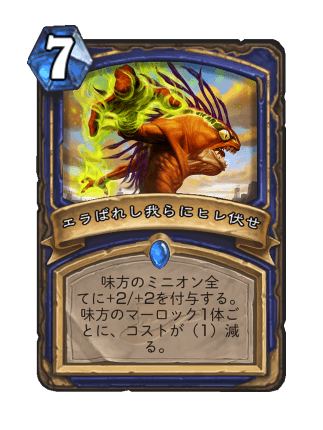 7
エラばれし我らにヒレ伏せ
味方のミニオン全
てに+2/+2を付与する。
味方のマーロック1体ご
とに、コストが（1）減
る。